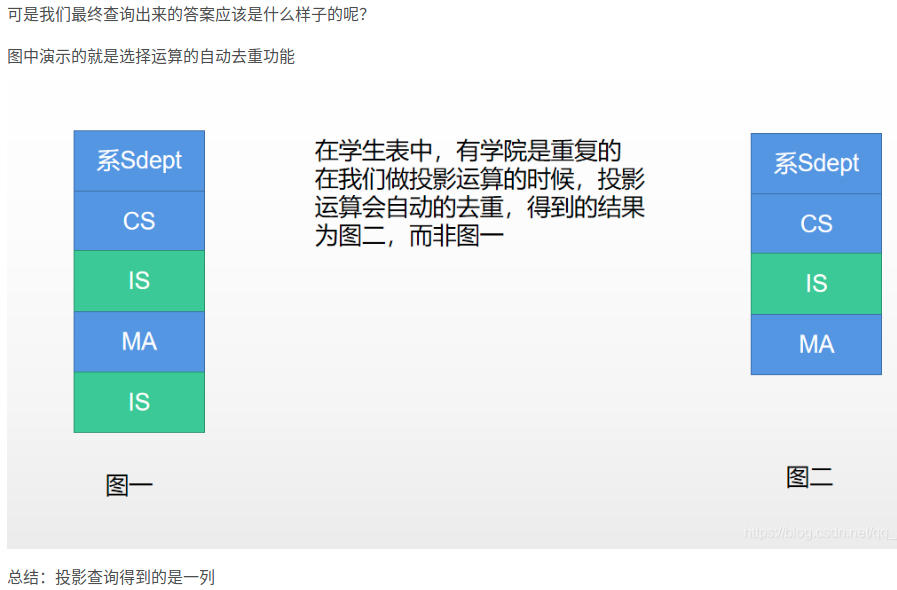 可是我们最终查询出来的答案应该是什么样子的呢?
图中演示的就是选择运算的自动去重功能
系Sdept
CS
IS
MA
IS
图一
在学生表中，有学院是重复的
在我们做投影运算的时候，投影
运算会自动的去重，得到的结果
为图二，而非图一
系Sdept
CS
IS
MA
图二
https://blog.csdn.net/qq_
总结：投影查询得到的是一列